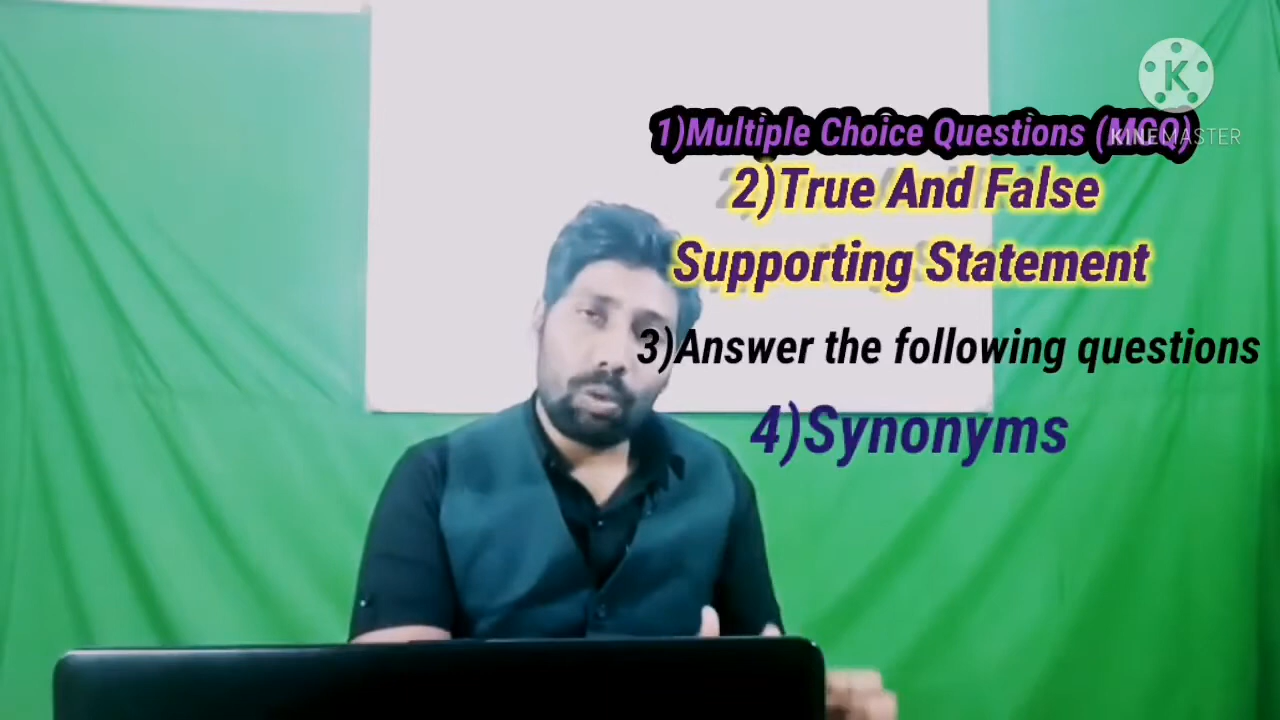 K
1)Multiple Choice Questions (MCQ)
KINEMASTER
2)True And False
Supporting Statement
3)Answer the following questions
4)Synonyms